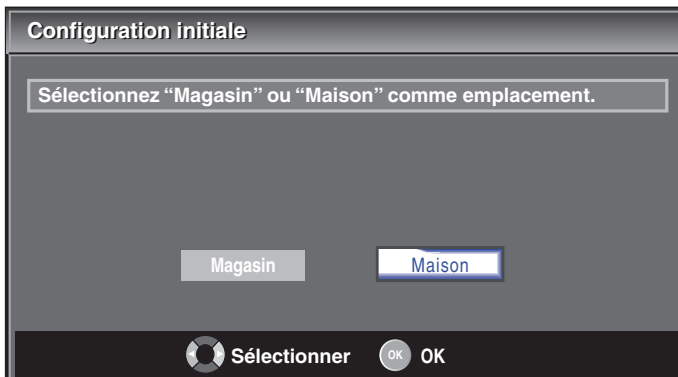 Configuration initiale
Sélectionnez “Magasin” ou “Maison” comme emplacement.
Magasin Maison
Sélectionner OK OK